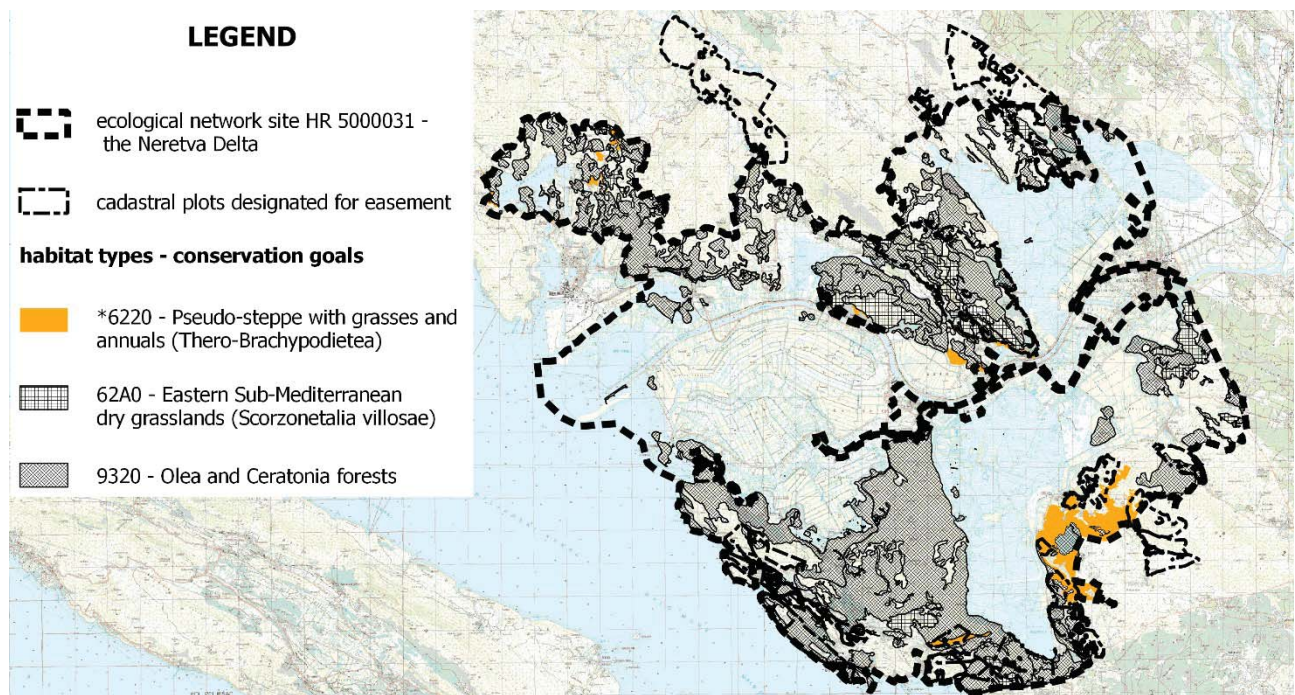 LEGEND
ecological network site HR 5000031 -
the Neretva Delta
cadastral plots designated for easement
habitat types - conservation goals
*6220 - Pseudo-steppe with grasses and
annuals (Thero-Brachypodietea)
62A0 - Eastern Sub-Mediterranean
dry grasslands (Scorzonetalia villosae)
9320 - Olea and Ceratonia forests